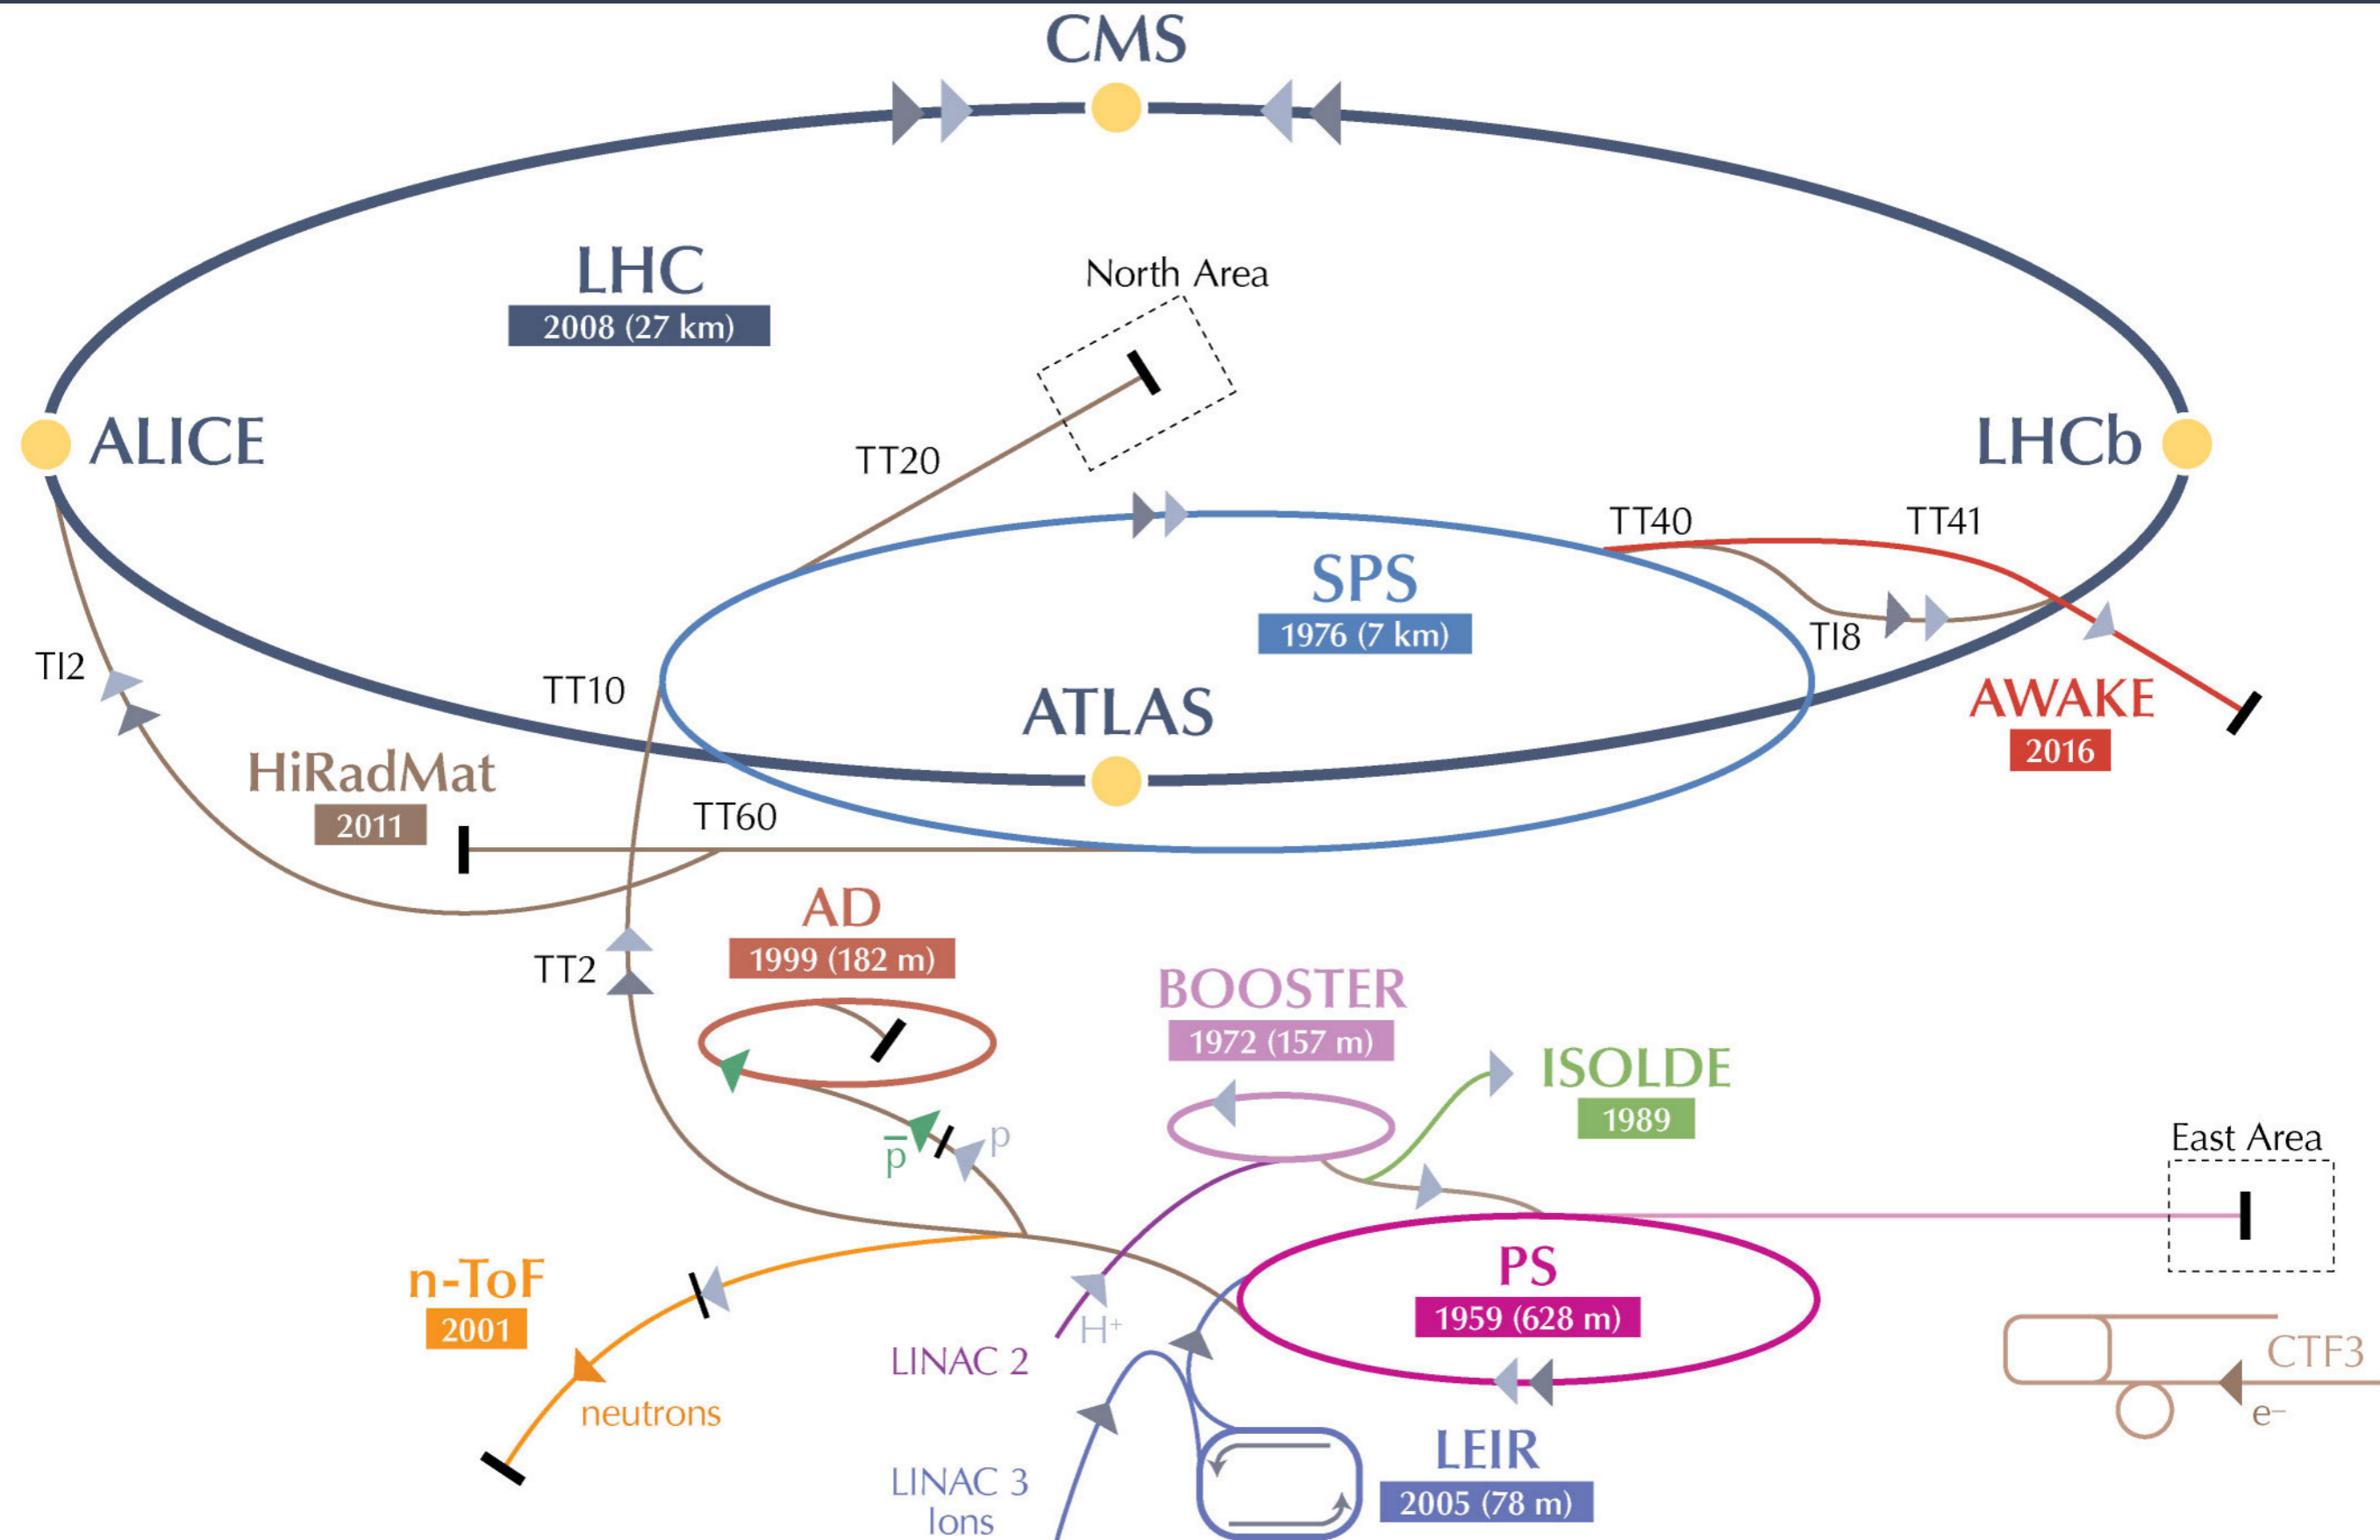 CMS
LHC
2008 (27 km)
North Area
ALICE
LHCb
TT20
TT40
TT41
SPS
1976 (7 km)
TI8
TI2
TT10
ATLAS
AWAKE
2016
HiRadMat
2011
TT60
AD
1999 (182 m)
TT2
BOOSTER
1972 (157 m)
ISOLDE
1989
p
p̅
East Area
n-ToF
2001
PS
1959 (628 m)
H⁺
LINAC 2
neutrons
CTF3
e⁻
LEIR
2005 (78 m)
LINAC 3
Ions